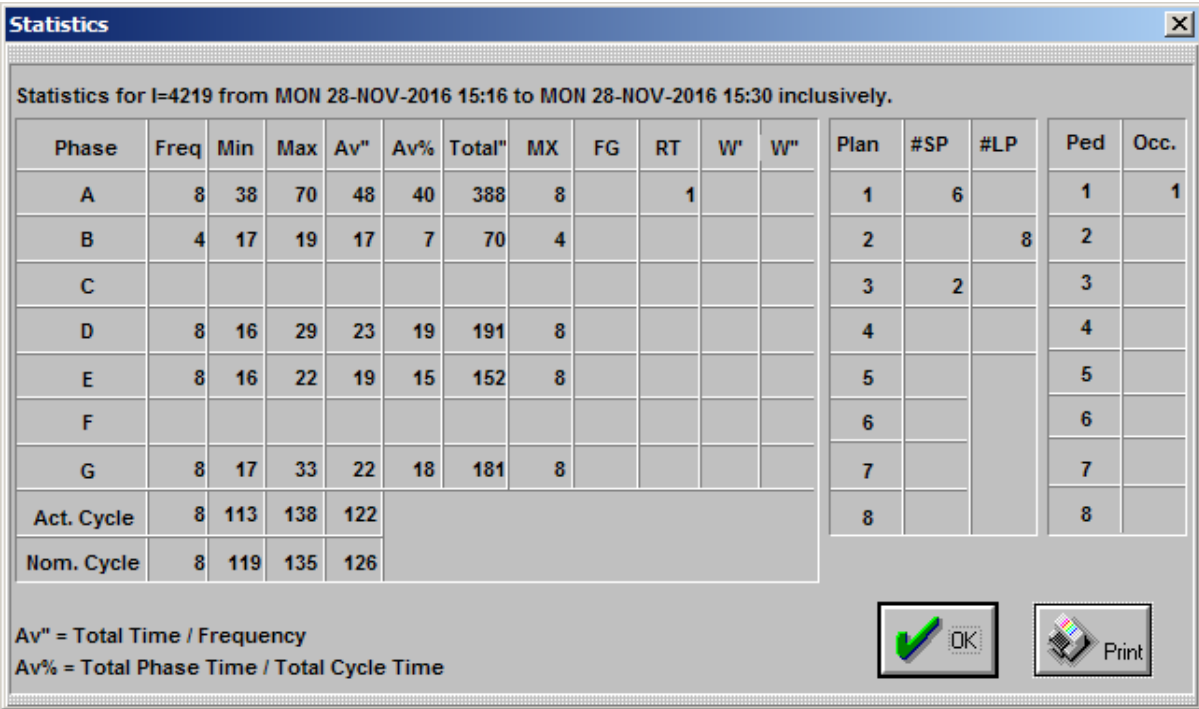 Statistics
Statistics for I=4219 from MON 28-NOV-2016 15:16 to MON 28-NOV-2016 15:30 inclusively.
Phase Freq Min Max Av" Av% Total" MX FG RT W' W" Plan #SP #LP Ped Occ.
A 8 38 70 48 40 388 8 1 1 6 1 1
B 4 17 19 17 7 70 4 2 8 2
C 3 2 3
D 8 16 29 23 19 191 8 4 4
E 8 16 22 19 15 152 8 5 5
F 6 6
G 8 17 33 22 18 181 8 7 7
Act. Cycle 8 113 138 122 8 8
Nom. Cycle 8 119 135 126
Av" = Total Time / Frequency
Av% = Total Phase Time / Total Cycle Time
OK
Print